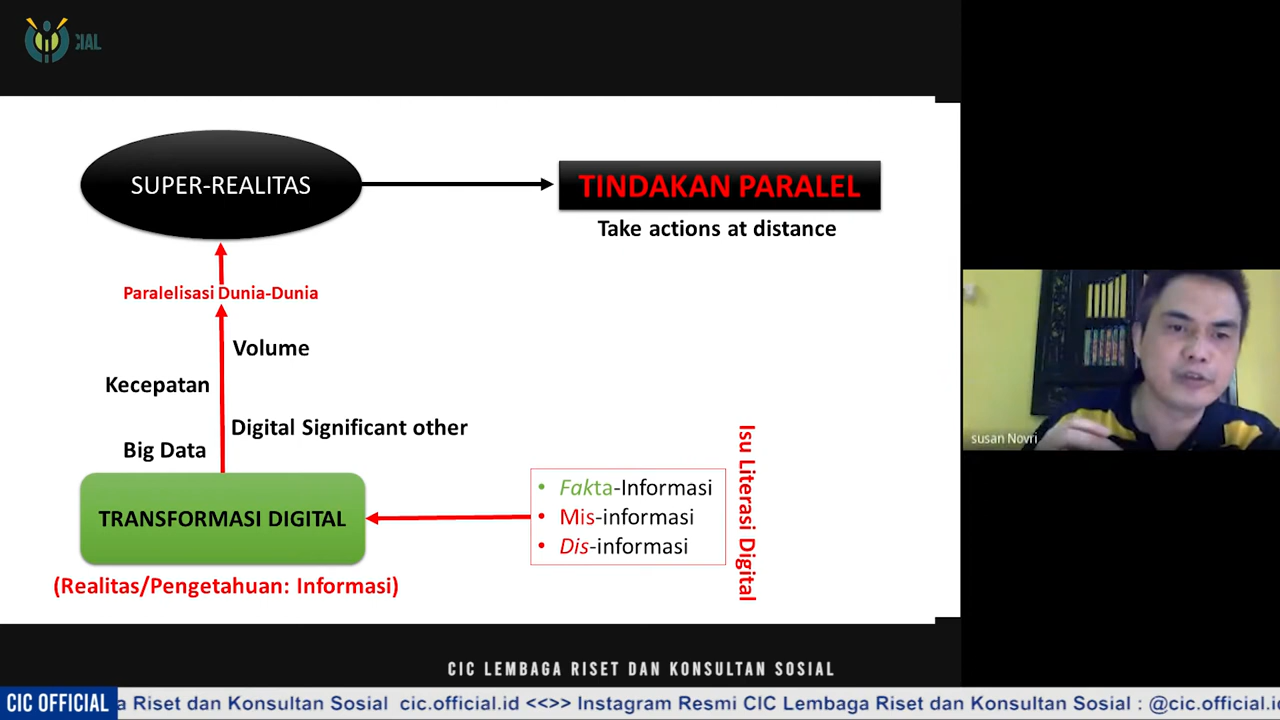 CIAL
SUPER-REALITAS
TINDAKAN PARALEL
Take actions at distance
Paralelisasi Dunia-Dunia
Volume
Kecepatan
Digital Significant other
Big Data
TRANSFORMASI DIGITAL
(Realitas/Pengetahuan: Informasi)
• Fakta-Informasi
• Mis-informasi
• Dis-informasi
Isu Literasi Digital
susan Novri
CIC LEMBAGA RISET DAN KONSULTAN SOSIAL
CIC OFFICIAL
a Riset dan Konsultan Sosial cic.official.id <<>> Instagram Resmi CIC Lembaga Riset dan Konsultan Sosial : @cic.official.id